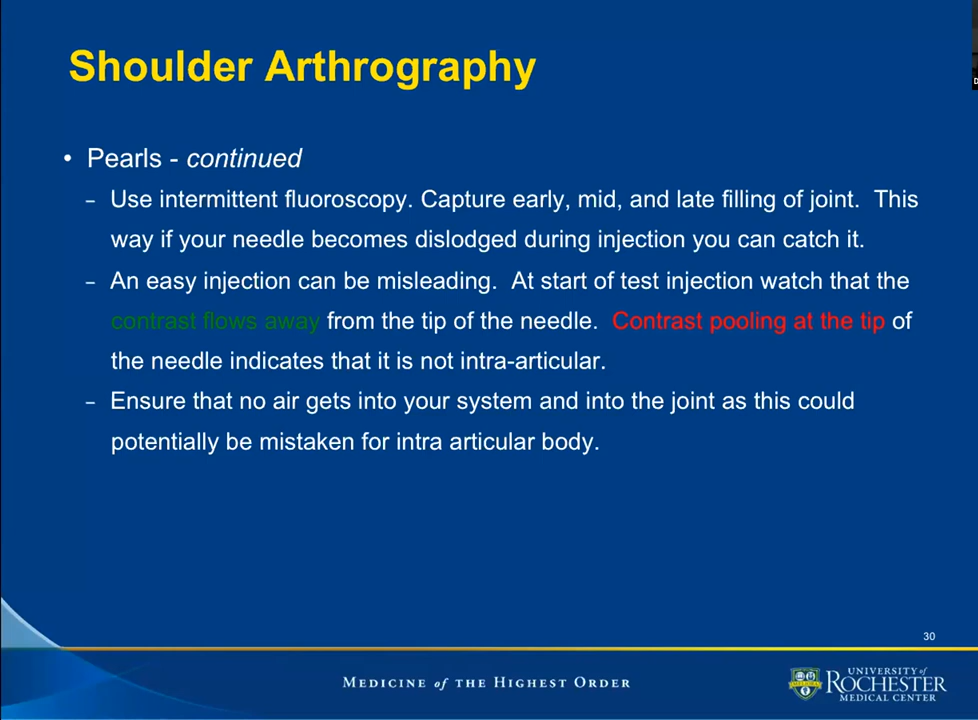 Shoulder Arthrography
• Pearls - continued
– Use intermittent fluoroscopy. Capture early, mid, and late filling of joint.  This
way if your needle becomes dislodged during injection you can catch it.
– An easy injection can be misleading.  At start of test injection watch that the
contrast flows away from the tip of the needle.  Contrast pooling at the tip of
the needle indicates that it is not intra-articular.
– Ensure that no air gets into your system and into the joint as this could
potentially be mistaken for intra articular body.
30
MEDICINE of THE HIGHEST ORDER
MELIORA
UNIVERSITY of
ROCHESTER
MEDICAL CENTER
D